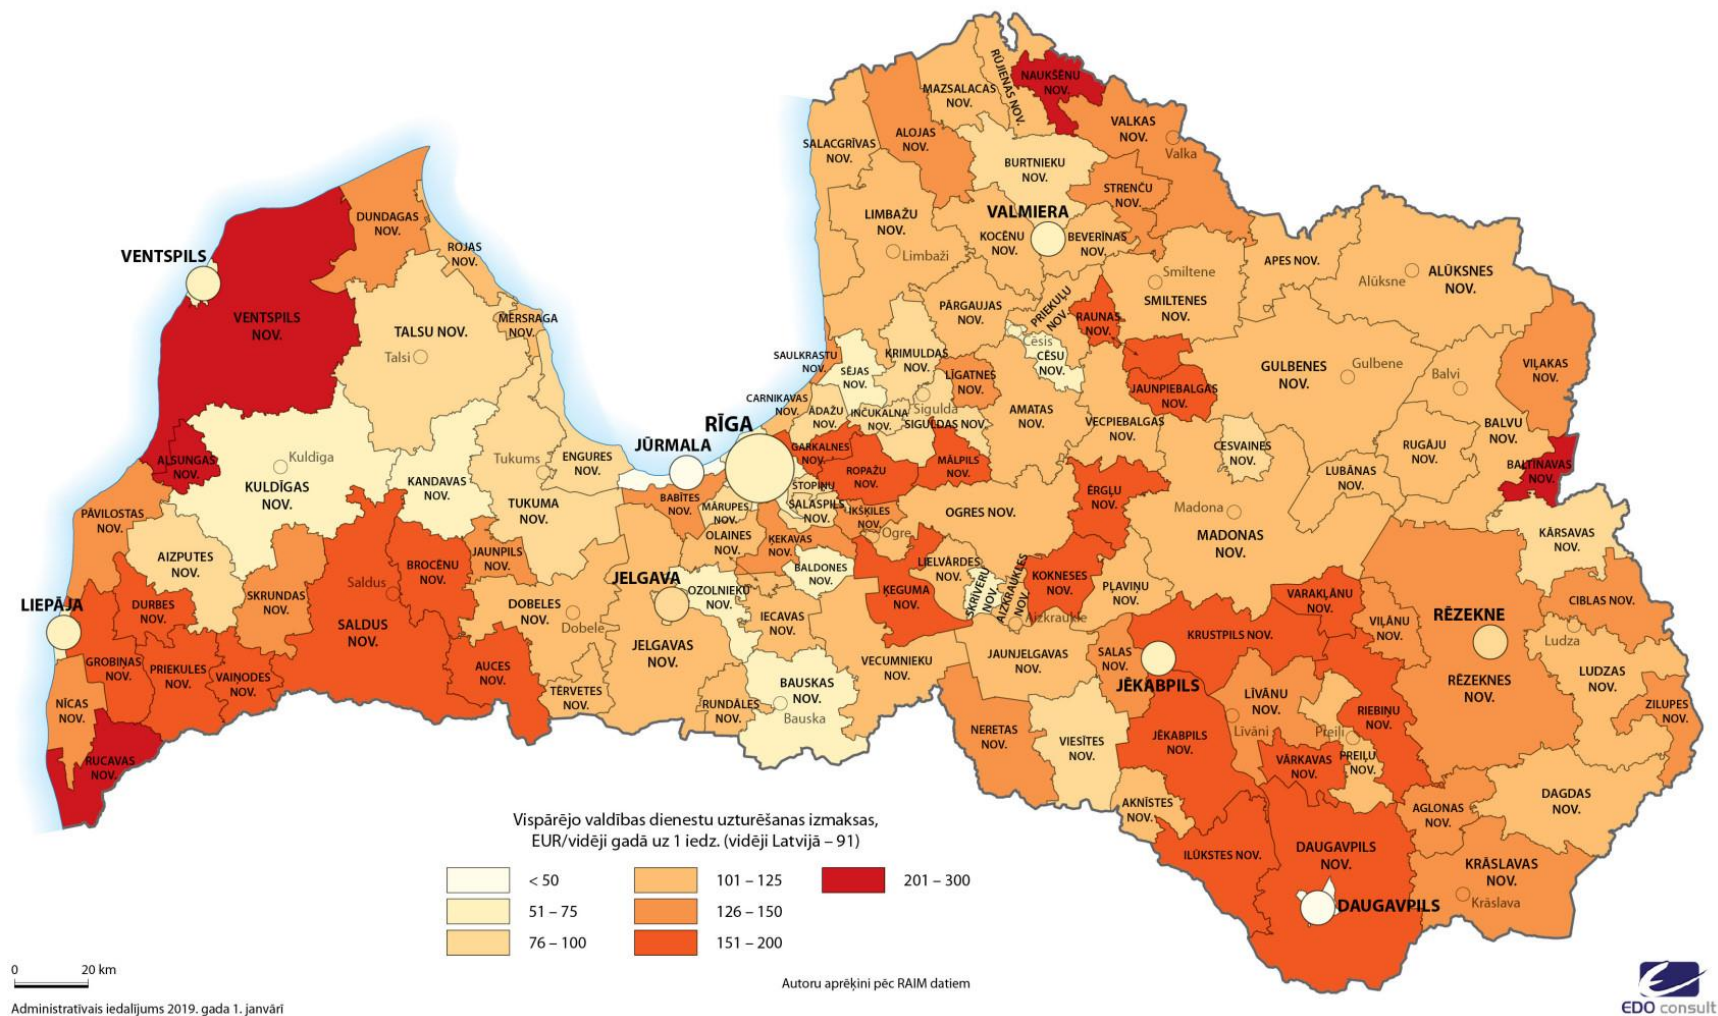 NAUKŠĒNU
NOV.
RŪJIENAS NOV.
MAZSALACAS
NOV.
VALKAS
NOV.
Valka
ALOJAS
NOV.
SALACGRĪVAS
NOV.
BURTNIEKU
NOV.
STRENČU
NOV.
DUNDAGAS
NOV.
LIMBAŽU
NOV.
Limbaži
VALMIERA
KOCĒNU
NOV.
BEVERĪNAS
NOV.
ROJAS
NOV.
VENTSPILS
APES NOV.
Alūksne
ALŪKSNES
NOV.
Smiltene
SMILTENES
NOV.
VENTSPILS
NOV.
TALSU NOV.
Talsi
MĒRSRAGA
NOV.
PĀRGAUJAS
NOV.
PRIEKUĻU
NOV.
RAUNAS
NOV.
Cēsis
CĒSU
NOV.
SAULKRASTU
NOV.
SĒJAS
NOV.
KRIMULDAS
NOV.
LĪGATNES
NOV.
JAUNPIEBALGAS
NOV.
GULBENES
NOV.
Gulbene
Balvi
VIĻAKAS
NOV.
CARNIKAVAS
NOV.
ĀDAŽU
NOV.
INČUKALNA
NOV.
Sigulda
SIGULDAS NOV.
AMATAS
NOV.
VECPIEBALGAS
NOV.
CESVAINES
NOV.
RUGĀJU
NOV.
BALVU
NOV.
BALTINAVAS
NOV.
RĪGA
JŪRMALA
GARKALNES
NOV.
ROPAŽU
NOV.
MĀLPILS
NOV.
LUBĀNAS
NOV.
ALSUNGAS
NOV.
Kuldīga
KULDĪGAS
NOV.
KANDAVAS
NOV.
Tukums
ENGURES
NOV.
TUKUMA
NOV.
BABĪTES
NOV.
MĀRUPES
NOV.
STOPIŅU
NOV.
SALASPILS
NOV.
IKŠĶILES
NOV.
Ogre
OGRES NOV.
ĒRGĻU
NOV.
Madona
MADONAS
NOV.
KĀRSAVAS
NOV.
PĀVILOSTAS
NOV.
AIZPUTES
NOV.
OLAINES
NOV.
ĶEKAVAS
NOV.
BALDONES
NOV.
JAUNPILS
NOV.
BROCĒNU
NOV.
Saldus
SKRUNDAS
NOV.
JELGAVA
OZOLNIEKU
NOV.
IECAVAS
NOV.
ĶEGUMA
NOV.
LIELVĀRDES
NOV.
SKRĪVERU
NOV.
AIZKRAUKLES
NOV.
Aizkraukle
KOKNESES
NOV.
PĻAVIŅU
NOV.
VARAKĻĀNU
NOV.
CIBLAS NOV.
LIEPĀJA
DURBES
NOV.
SALDUS
NOV.
DOBELES
NOV.
Dobele
JELGAVAS
NOV.
VIĻĀNU
NOV.
RĒZEKNE
Ludza
LUDZAS
NOV.
KRUSTPILS NOV.
GROBIŅAS
NOV.
PRIEKULES
NOV.
VAIŅODES
NOV.
AUCES
NOV.
TĒRVETES
NOV.
RUNDĀLES
NOV.
BAUSKAS
NOV.
Bauska
VECUMNIEKU
NOV.
JAUNJELGAVAS
NOV.
SALAS
NOV.
JĒKABPILS
LĪVĀNU
NOV.
Līvāni
RĒZEKNES
NOV.
NĪCAS
NOV.
RIEBIŅU
NOV.
ZILUPES
NOV.
RUCAVAS
NOV.
NERETAS
NOV.
VIESĪTES
NOV.
JĒKABPILS
NOV.
VĀRKAVAS
NOV.
Preiļi
PREIĻU
NOV.
AKNĪSTES
NOV.
AGLONAS
NOV.
DAGDAS
NOV.
ILŪKSTES NOV.
DAUGAVPILS
NOV.
DAUGAVPILS
KRĀSLAVAS
NOV.
Krāslava
Vispārējo valdības dienestu uzturēšanas izmaksas,
EUR/vidēji gadā uz 1 iedz. (vidēji Latvijā – 91)
< 50
51 – 75
76 – 100
101 – 125
126 – 150
151 – 200
201 – 300
0 20 km
Autoru aprēķini pēc RAIM datiem
Administratīvais iedalījums 2019. gada 1. janvārī
EDO consult